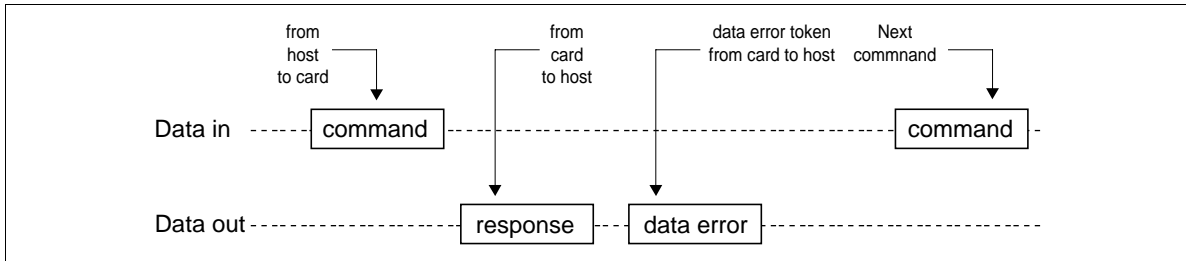 from
host
to card
from
card
to host
data error token
from card to host
Next
commnand
Data in
command
command
Data out
response
data error